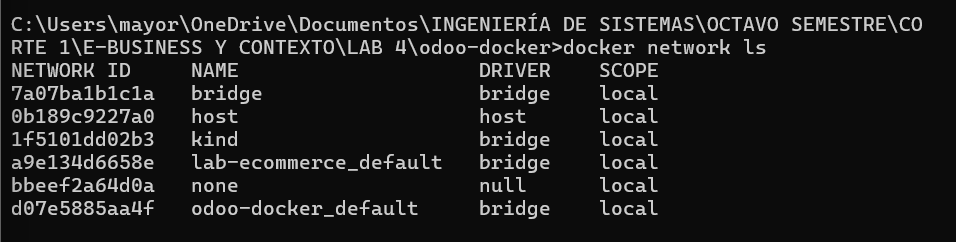 C:\Users\mayor\OneDrive\Documentos\INGENIERÍA DE SISTEMAS\OCTAVO SEMESTRE\CO
RTE 1\E-BUSINESS Y CONTEXTO\LAB 4\odoo-docker>docker network ls
NETWORK ID     NAME                    DRIVER    SCOPE
7a07ba1b1c1a   bridge                  bridge    local
0b189c9227a0   host                    host      local
1f5101dd02b3   kind                    bridge    local
a9e134d6658e   lab-ecommerce_default   bridge    local
bbeef2a64d0a   none                    null      local
d07e5885aa4f   odoo-docker_default     bridge    local